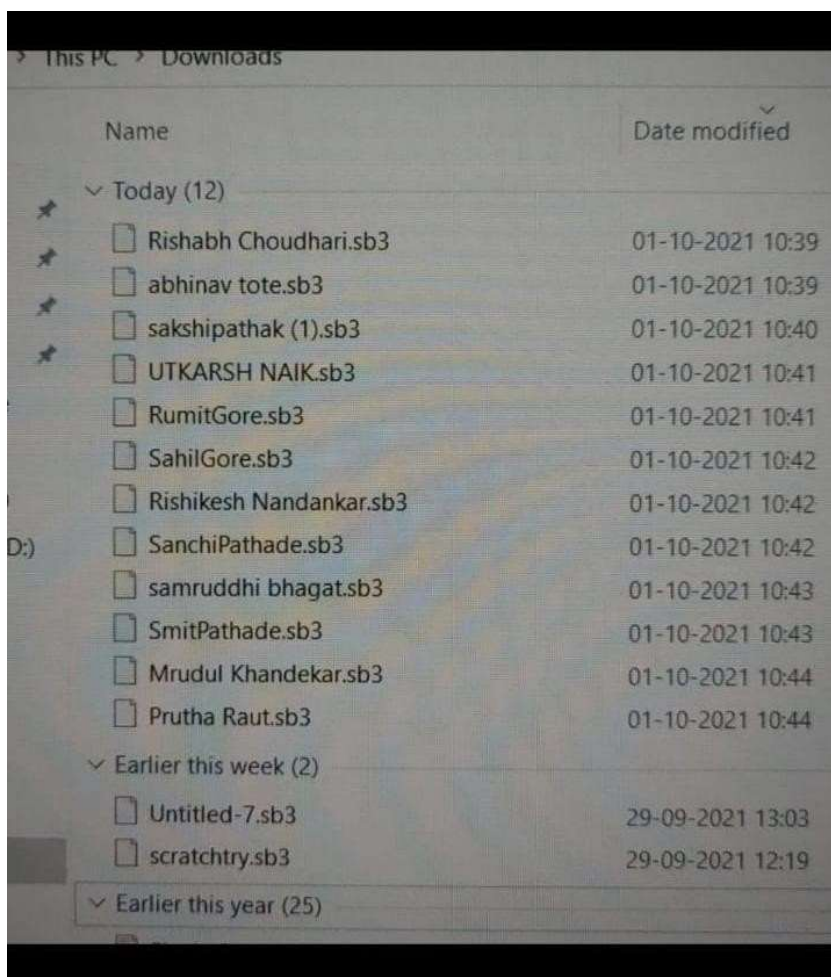 > This PC > Downloads
Name Date modified
Today (12)
Rishabh Choudhari.sb3 01-10-2021 10:39
abhinav tote.sb3 01-10-2021 10:39
sakshipathak (1).sb3 01-10-2021 10:40
UTKARSH NAIK.sb3 01-10-2021 10:41
RumitGore.sb3 01-10-2021 10:41
SahilGore.sb3 01-10-2021 10:42
Rishikesh Nandankar.sb3 01-10-2021 10:42
D:) SanchiPathade.sb3 01-10-2021 10:42
samruddhi bhagat.sb3 01-10-2021 10:43
SmitPathade.sb3 01-10-2021 10:43
Mrudul Khandekar.sb3 01-10-2021 10:44
Prutha Raut.sb3 01-10-2021 10:44
Earlier this week (2)
Untitled-7.sb3 29-09-2021 13:03
scratchtry.sb3 29-09-2021 12:19
Earlier this year (25)